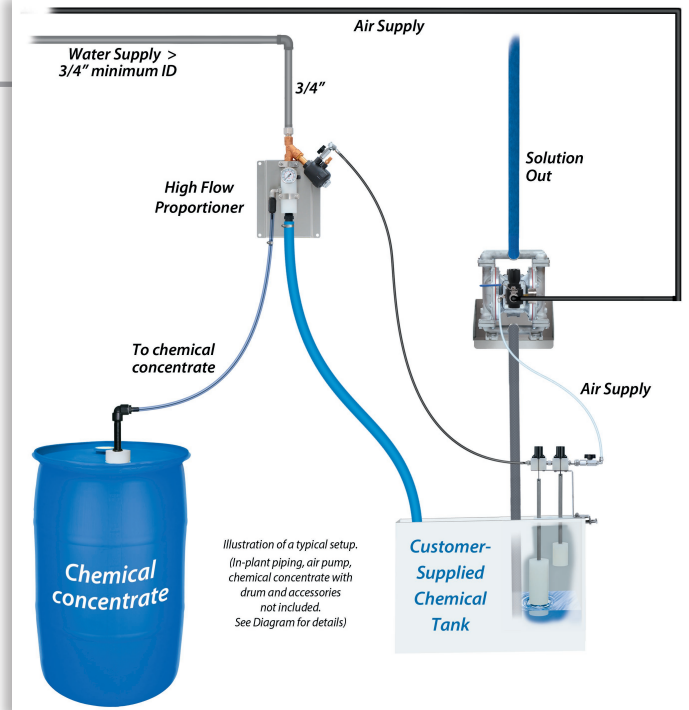 Air Supply
Water Supply >
3/4” minimum ID
3/4”
Solution
Out
High Flow
Proportioner
To chemical
concentrate
Air Supply
Illustration of a typical setup.
(In-plant piping, air pump,
chemical concentrate with
drum and accessories
not included.
See Diagram for details)
Chemical
concentrate
Customer-
Supplied
Chemical
Tank